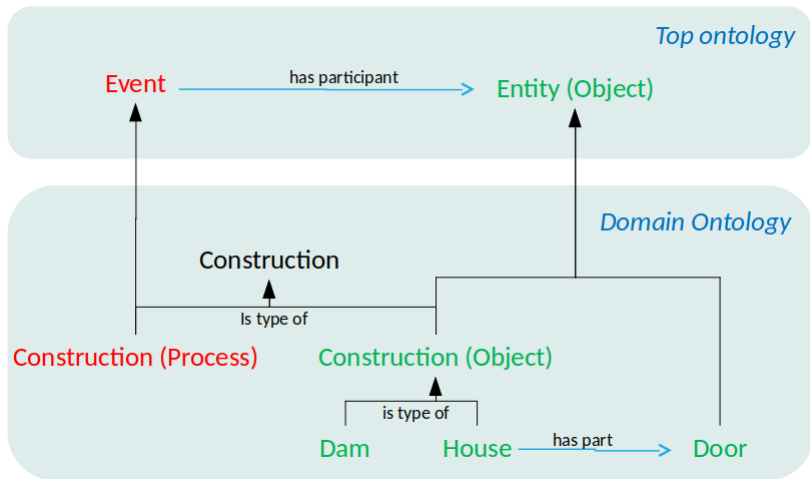 Top ontology
Event
has participant
Entity (Object)
Domain Ontology
Construction
Is type of
Construction (Process)
Construction (Object)
is type of
Dam
House
has part
Door